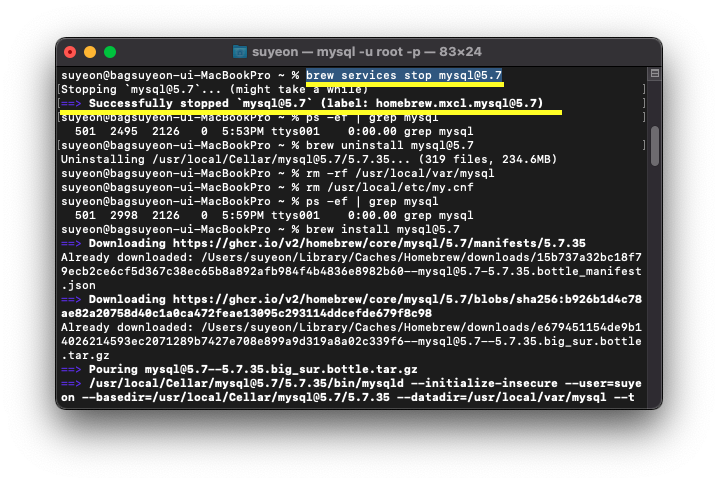 suyeon — mysql -u root -p — 83×24
suyeon@bagsuyeon-ui-MacBookPro ~ % brew services stop mysql@5.7
[Stopping `mysql@5.7`... (might take a while) ]
[==> Successfully stopped `mysql@5.7` (label: homebrew.mxcl.mysql@5.7) ]
[suyeon@bagsuyeon-ui-MacBookPro ~ % ps -ef | grep mysql ]
  501  2495  2126   0  5:53PM ttys001    0:00.00 grep mysql
[suyeon@bagsuyeon-ui-MacBookPro ~ % brew uninstall mysql@5.7 ]
Uninstalling /usr/local/Cellar/mysql@5.7/5.7.35... (319 files, 234.6MB)
suyeon@bagsuyeon-ui-MacBookPro ~ % rm -rf /usr/local/var/mysql
suyeon@bagsuyeon-ui-MacBookPro ~ % rm /usr/local/etc/my.cnf
suyeon@bagsuyeon-ui-MacBookPro ~ % ps -ef | grep mysql
  501  2998  2126   0  5:59PM ttys001    0:00.00 grep mysql
suyeon@bagsuyeon-ui-MacBookPro ~ % brew install mysql@5.7
==> Downloading https://ghcr.io/v2/homebrew/core/mysql/5.7/manifests/5.7.35
Already downloaded: /Users/suyeon/Library/Caches/Homebrew/downloads/15b737a32bc18f7
9ecb2ce6cf5d367c38ec65b8a892afb984f4b4836e8982b60--mysql@5.7-5.7.35.bottle_manifest
.json
==> Downloading https://ghcr.io/v2/homebrew/core/mysql/5.7/blobs/sha256:b926b1d4c78
ae82a20758d40c1a0ca472feae13095c293114ddcefde679f8c98
Already downloaded: /Users/suyeon/Library/Caches/Homebrew/downloads/e679451154de9b1
4026214593ec2071289b7427e708e899a9d319a8a02c339f6--mysql@5.7--5.7.35.big_sur.bottle
.tar.gz
==> Pouring mysql@5.7--5.7.35.big_sur.bottle.tar.gz
==> /usr/local/Cellar/mysql@5.7/5.7.35/bin/mysqld --initialize-insecure --user=suye
on --basedir=/usr/local/Cellar/mysql@5.7/5.7.35 --datadir=/usr/local/var/mysql --t